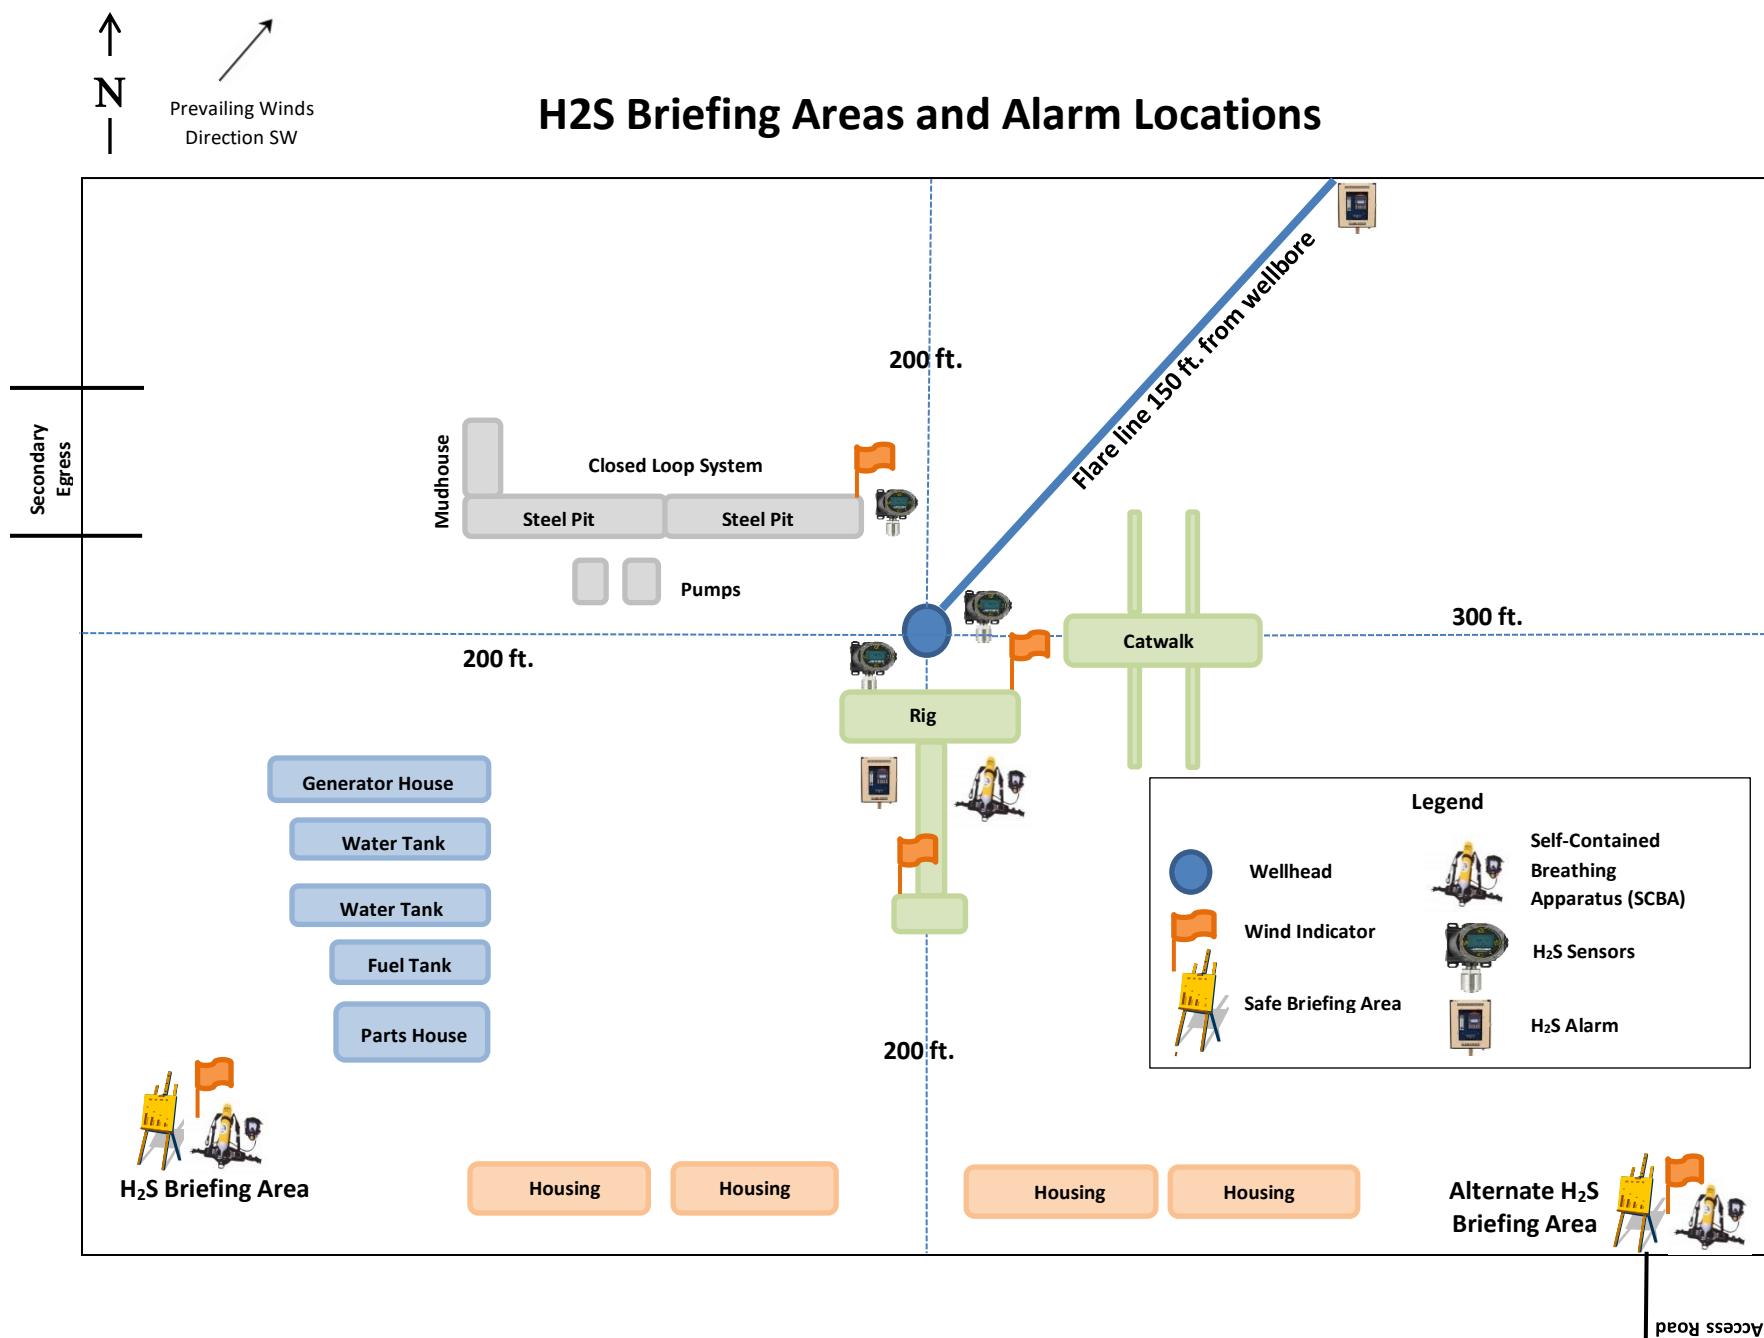 N
Prevailing Winds
Direction SW
H2S Briefing Areas and Alarm Locations
Flare line 150 ft. from wellbore
200 ft.
Secondary
Egress
Mudhouse
Closed Loop System
Steel Pit
Steel Pit
Pumps
200 ft.
300 ft.
Catwalk
Rig
Generator House
Water Tank
Water Tank
Fuel Tank
Parts House
200 ft.
Legend
Wellhead
Wind Indicator
Safe Briefing Area
Self-Contained
Breathing
Apparatus (SCBA)
H₂S Sensors
H₂S Alarm
H₂S Briefing Area
Housing
Housing
Housing
Housing
Alternate H₂S
Briefing Area
Access Road